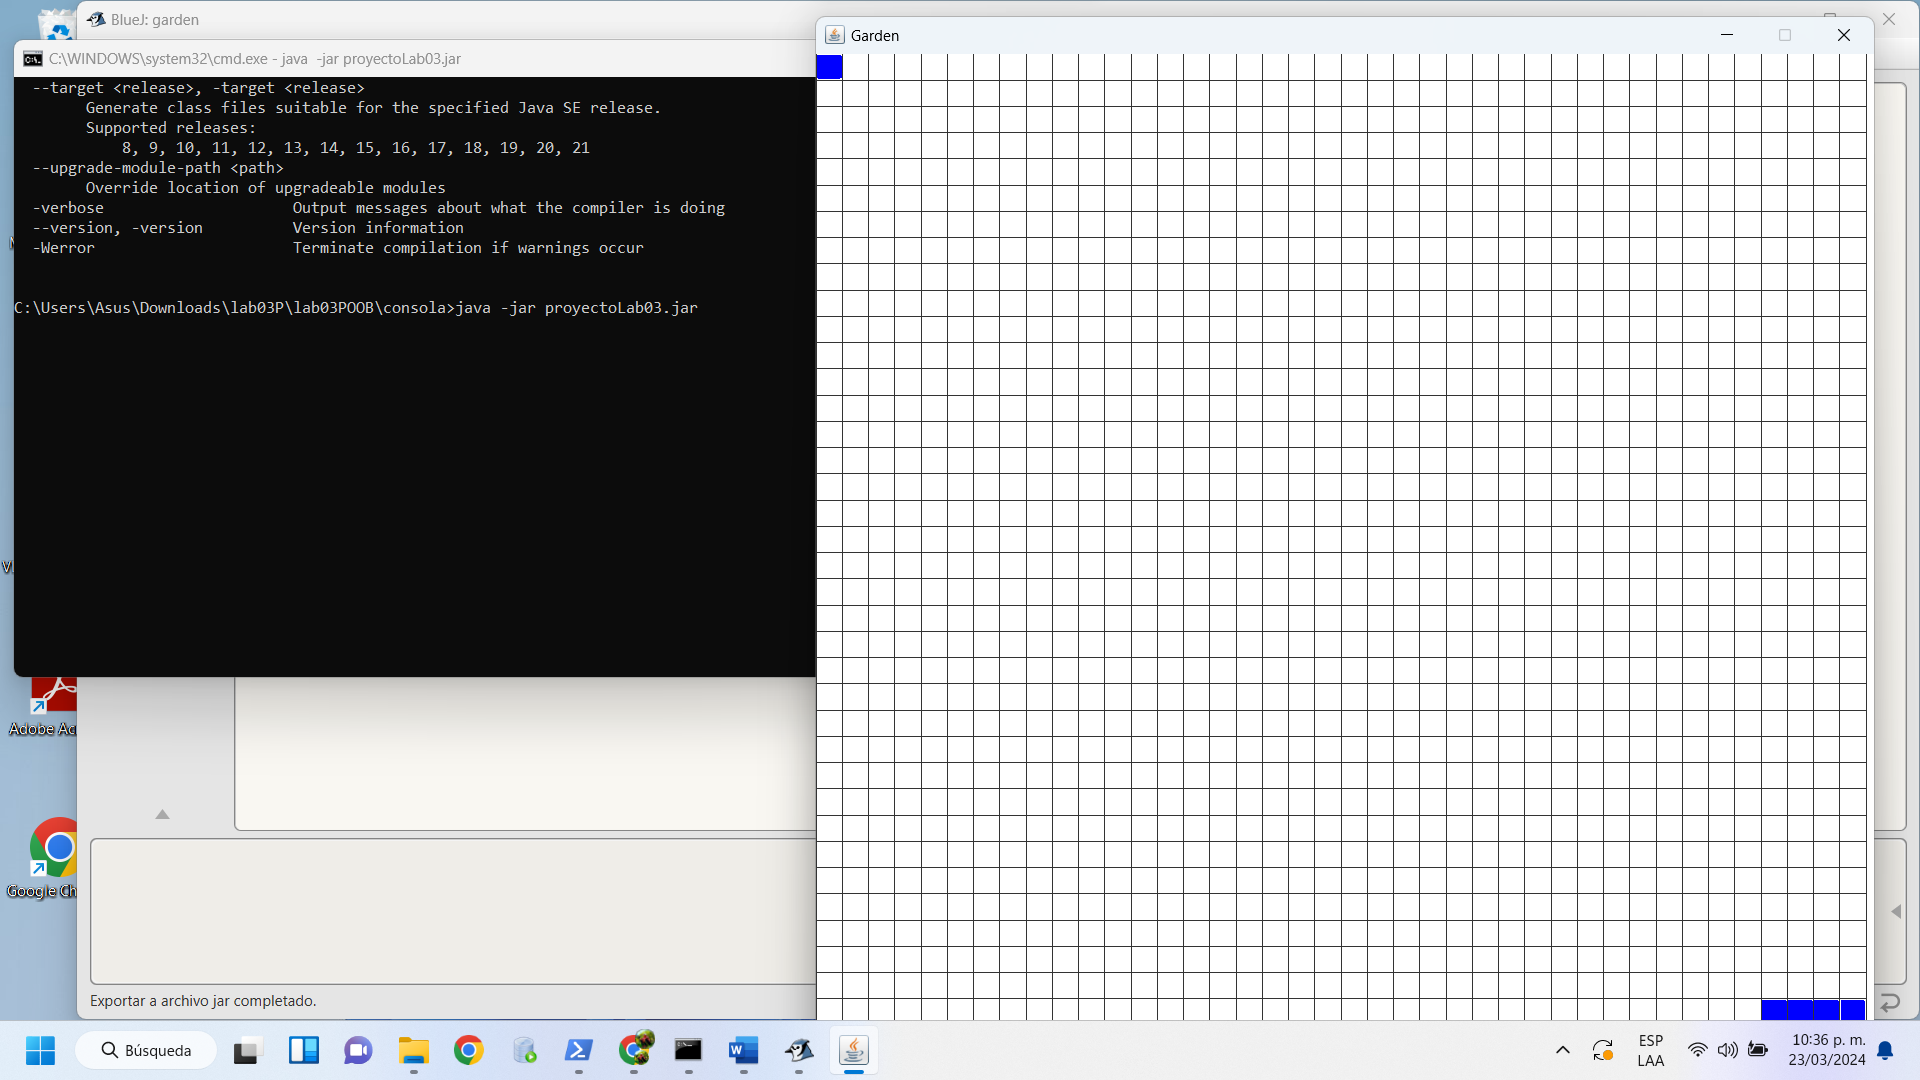 BlueJ: garden
Garden
C:\WINDOWS\system32\cmd.exe - java  -jar proyectoLab03.jar
--target <release>, -target <release>
Generate class files suitable for the specified Java SE release.
Supported releases:
8, 9, 10, 11, 12, 13, 14, 15, 16, 17, 18, 19, 20, 21
--upgrade-module-path <path>
Override location of upgradeable modules
-verbose                     Output messages about what the compiler is doing
--version, -version          Version information
-Werror                      Terminate compilation if warnings occur
C:\Users\Asus\Downloads\lab03P\lab03POOB\consola>java -jar proyectoLab03.jar
Adobe Ac
Google Ch
Exportar a archivo jar completado.
Búsqueda
ESP
LAA
10:36 p. m.
23/03/2024